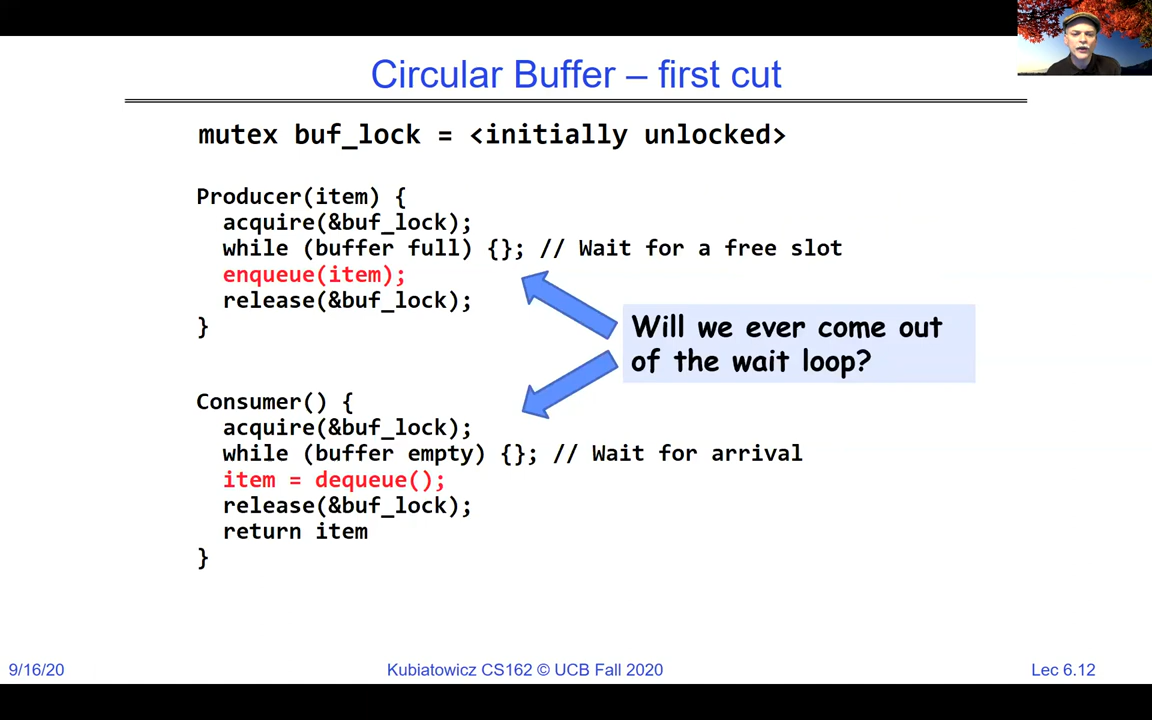 Circular Buffer – first cut
mutex buf_lock = <initially unlocked>
Producer(item) {
acquire(&buf_lock);
while (buffer full) {}; // Wait for a free slot
enqueue(item);
release(&buf_lock);
}
Will we ever come out
of the wait loop?
Consumer() {
acquire(&buf_lock);
while (buffer empty) {}; // Wait for arrival
item = dequeue();
release(&buf_lock);
return item
}
9/16/20
Kubiatowicz CS162 © UCB Fall 2020
Lec 6.12